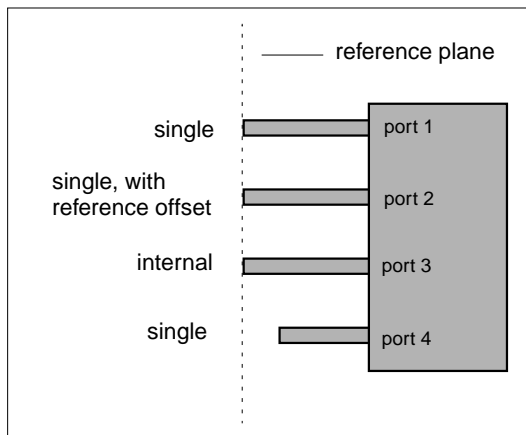 reference plane
single
port 1
single, with
reference offset
port 2
internal
port 3
single
port 4